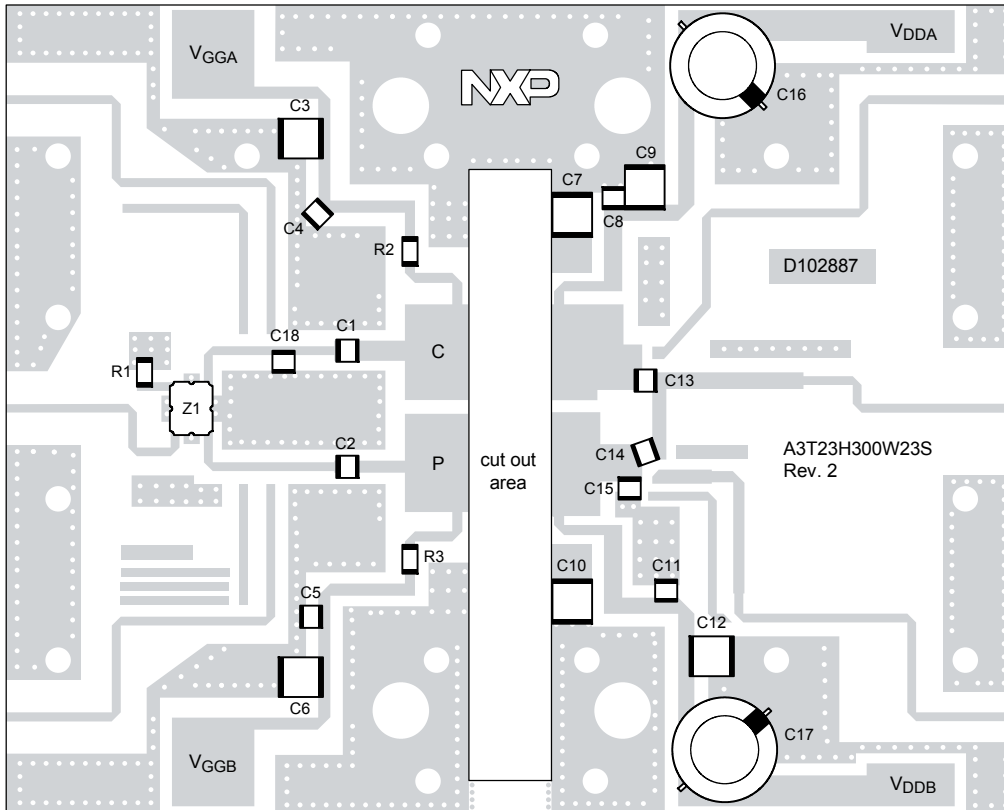 VGGA
VDDA
NXP
C3
C16
C4
C7
C9
C8
R2
D102887
C18
C1
C
R1
C13
Z1
C2
P
cut out
area
C14
A3T23H300W23S
Rev. 2
C15
R3
C10
C11
C5
C12
C6
C17
VGGB
VDDB